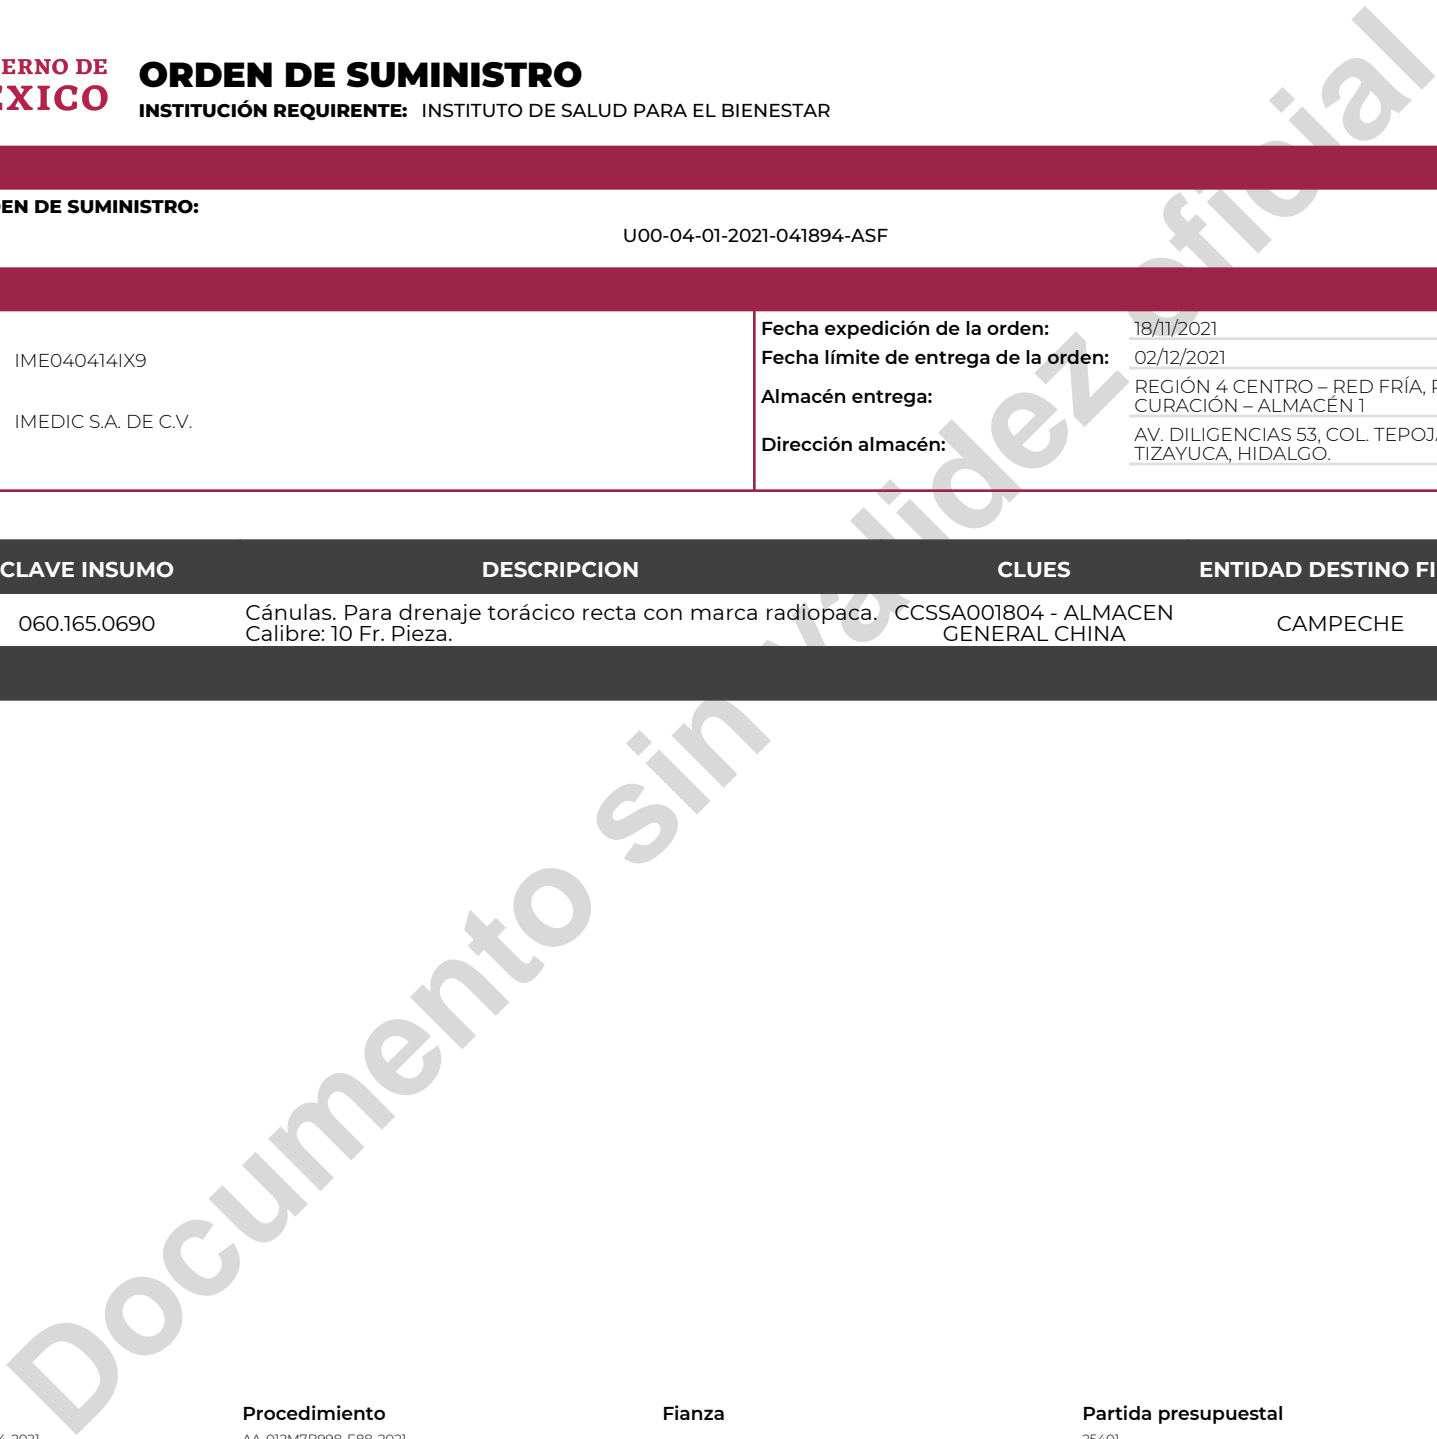 ERNO DE
EXICO
ORDEN DE SUMINISTRO
INSTITUCIÓN REQUIRENTE: INSTITUTO DE SALUD PARA EL BIENESTAR
EN DE SUMINISTRO:
U00-04-01-2021-041894-ASF
IME040414IX9
IMEDIC S.A. DE C.V.
Fecha expedición de la orden: 18/11/2021
Fecha límite de entrega de la orden: 02/12/2021
Almacén entrega: REGIÓN 4 CENTRO – RED FRÍA,
CURACIÓN – ALMACÉN 1
Dirección almacén: AV. DILIGENCIAS 53, COL. TEPOJ
TIZAYUCA, HIDALGO.
CLAVE INSUMO DESCRIPCION CLUES ENTIDAD DESTINO FI
060.165.0690 Cánulas. Para drenaje torácico recta con marca radiopaca. CCSSA001804 - ALMACEN CAMPECHE
Calibre: 10 Fr. Pieza. GENERAL CHINA
Documento sin validez oficial
Procedimiento Fianza Partida presupuestal